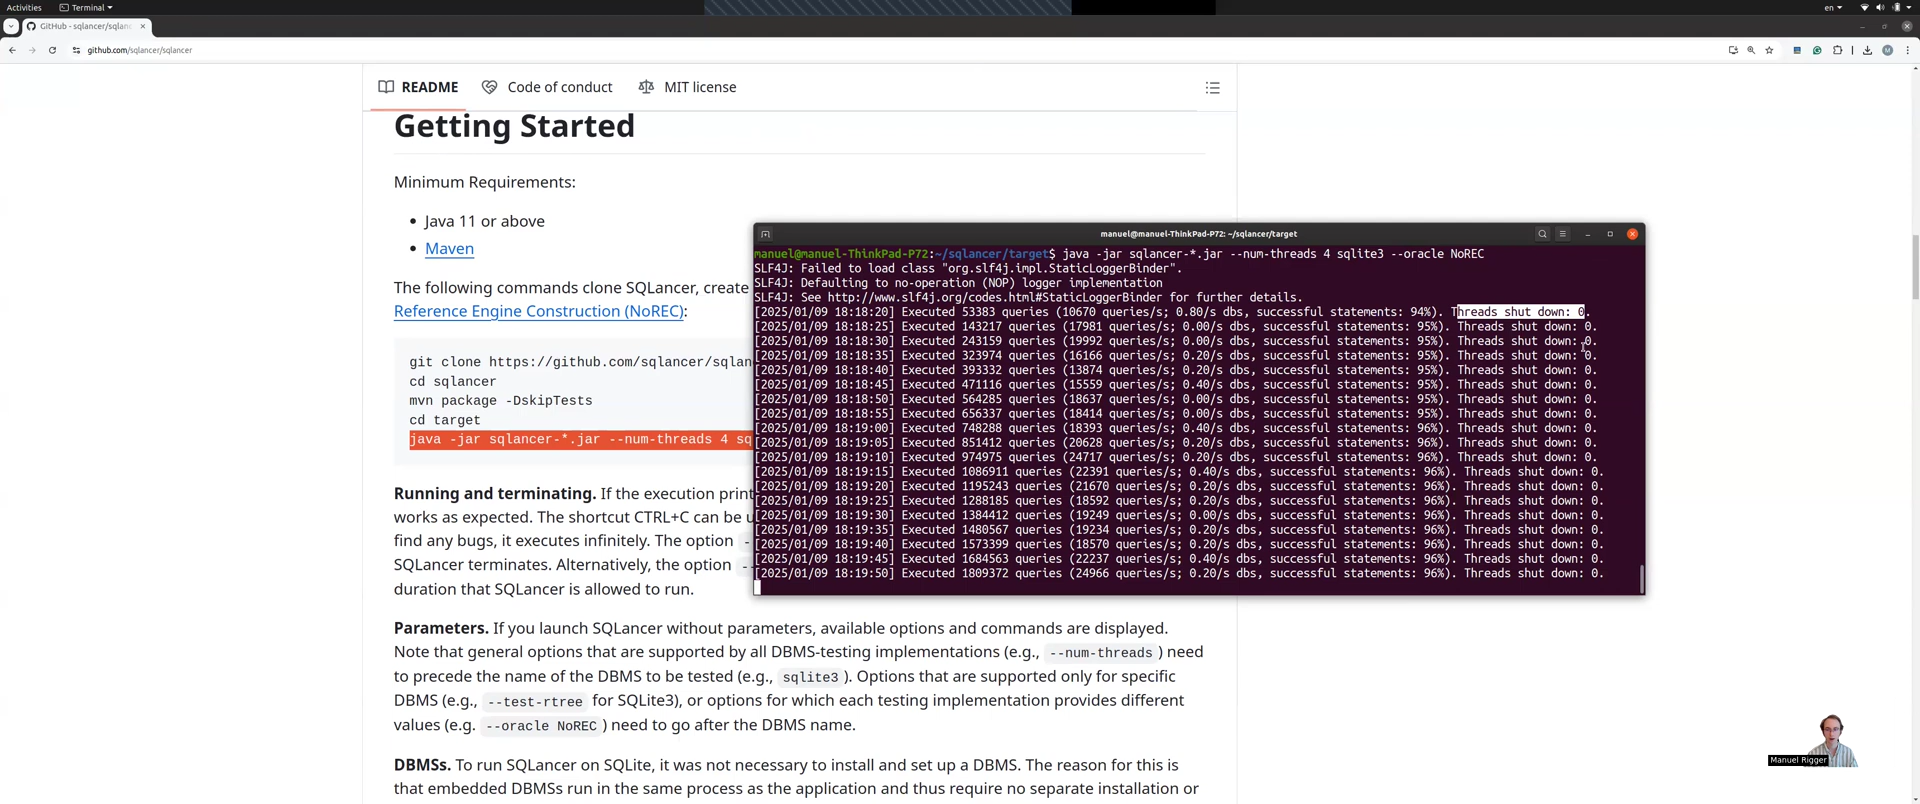 Activities
Terminal
en
GitHub - sqlancer/sqlanc
github.com/sqlancer/sqlancer
M
README
Code of conduct
MIT license
Getting Started
Minimum Requirements:
Java 11 or above
Maven
The following commands clone SQLancer, create
Reference Engine Construction (NoREC):
git clone https://github.com/sqlancer/sqlan
cd sqlancer
mvn package -DskipTests
cd target
java -jar sqlancer-*.jar --num-threads 4 sq
Running and terminating. If the execution print
works as expected. The shortcut CTRL+C can be u
find any bugs, it executes infinitely. The option -
SQLancer terminates. Alternatively, the option --
duration that SQLancer is allowed to run.
Parameters. If you launch SQLancer without parameters, available options and commands are displayed.
Note that general options that are supported by all DBMS-testing implementations (e.g., --num-threads ) need
to precede the name of the DBMS to be tested (e.g., sqlite3 ). Options that are supported only for specific
DBMS (e.g., --test-rtree for SQLite3), or options for which each testing implementation provides different
values (e.g. --oracle NoREC ) need to go after the DBMS name.
DBMSs. To run SQLancer on SQLite, it was not necessary to install and set up a DBMS. The reason for this is
that embedded DBMSs run in the same process as the application and thus require no separate installation or
manuel@manuel-ThinkPad-P72: ~/sqlancer/target
manuel@manuel-ThinkPad-P72:~/sqlancer/target$ java -jar sqlancer-*.jar --num-threads 4 sqlite3 --oracle NoREC
SLF4J: Failed to load class "org.slf4j.impl.StaticLoggerBinder".
SLF4J: Defaulting to no-operation (NOP) logger implementation
SLF4J: See http://www.slf4j.org/codes.html#StaticLoggerBinder for further details.
[2025/01/09 18:18:20] Executed 53383 queries (10670 queries/s; 0.80/s dbs, successful statements: 94%). Threads shut down: 0.
[2025/01/09 18:18:25] Executed 143217 queries (17981 queries/s; 0.00/s dbs, successful statements: 95%). Threads shut down: 0.
[2025/01/09 18:18:30] Executed 243159 queries (19992 queries/s; 0.00/s dbs, successful statements: 95%). Threads shut down: 0.
[2025/01/09 18:18:35] Executed 323974 queries (16166 queries/s; 0.20/s dbs, successful statements: 95%). Threads shut down: 0.
[2025/01/09 18:18:40] Executed 393332 queries (13874 queries/s; 0.20/s dbs, successful statements: 95%). Threads shut down: 0.
[2025/01/09 18:18:45] Executed 471116 queries (15559 queries/s; 0.40/s dbs, successful statements: 95%). Threads shut down: 0.
[2025/01/09 18:18:50] Executed 564285 queries (18637 queries/s; 0.00/s dbs, successful statements: 95%). Threads shut down: 0.
[2025/01/09 18:18:55] Executed 656337 queries (18414 queries/s; 0.00/s dbs, successful statements: 95%). Threads shut down: 0.
[2025/01/09 18:19:00] Executed 748288 queries (18393 queries/s; 0.40/s dbs, successful statements: 96%). Threads shut down: 0.
[2025/01/09 18:19:05] Executed 851412 queries (20628 queries/s; 0.20/s dbs, successful statements: 96%). Threads shut down: 0.
[2025/01/09 18:19:10] Executed 974975 queries (24717 queries/s; 0.20/s dbs, successful statements: 96%). Threads shut down: 0.
[2025/01/09 18:19:15] Executed 1086911 queries (22391 queries/s; 0.40/s dbs, successful statements: 96%). Threads shut down: 0.
[2025/01/09 18:19:20] Executed 1195243 queries (21670 queries/s; 0.20/s dbs, successful statements: 96%). Threads shut down: 0.
[2025/01/09 18:19:25] Executed 1288185 queries (18592 queries/s; 0.20/s dbs, successful statements: 96%). Threads shut down: 0.
[2025/01/09 18:19:30] Executed 1384412 queries (19249 queries/s; 0.00/s dbs, successful statements: 96%). Threads shut down: 0.
[2025/01/09 18:19:35] Executed 1480567 queries (19234 queries/s; 0.20/s dbs, successful statements: 96%). Threads shut down: 0.
[2025/01/09 18:19:40] Executed 1573399 queries (18570 queries/s; 0.20/s dbs, successful statements: 96%). Threads shut down: 0.
[2025/01/09 18:19:45] Executed 1684563 queries (22237 queries/s; 0.40/s dbs, successful statements: 96%). Threads shut down: 0.
[2025/01/09 18:19:50] Executed 1809372 queries (24966 queries/s; 0.20/s dbs, successful statements: 96%). Threads shut down: 0.
Manuel Rigger